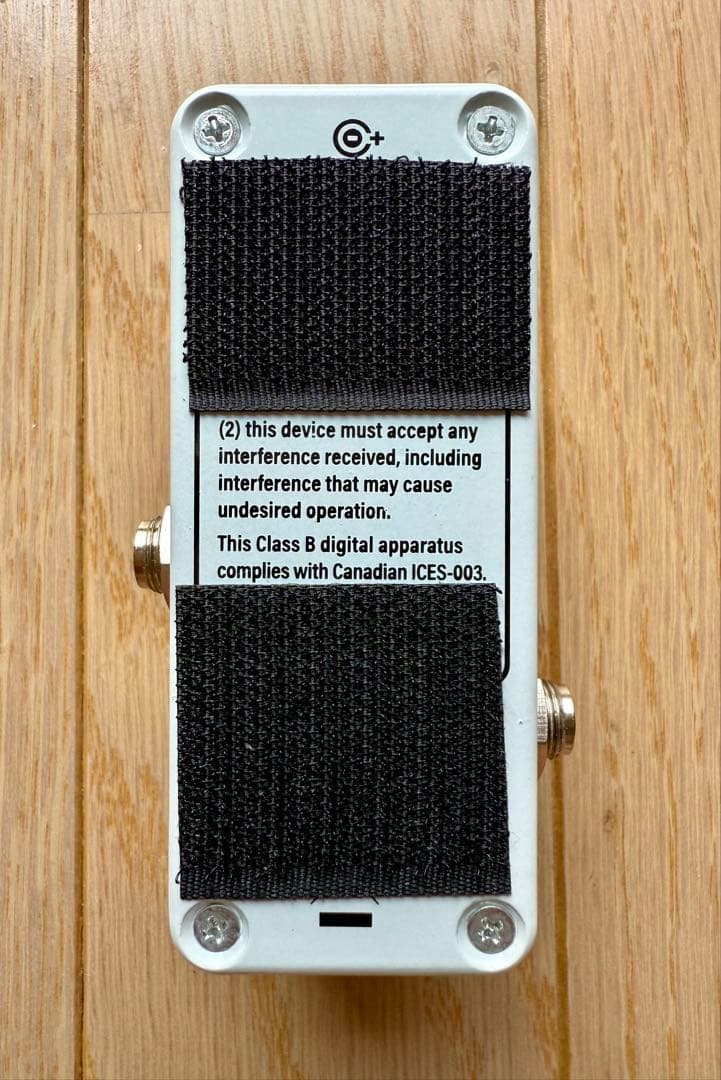 (2) this device must accept any
interference received, including
interference that may cause
undesired operation.
This Class B digital apparatus
complies with Canadian ICES-003.